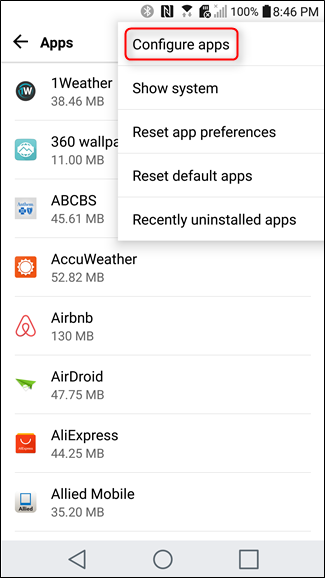 100% 8:46 PM
Apps
Configure apps
Show system
Reset app preferences
Reset default apps
Recently uninstalled apps
1Weather
38.46 MB
360 wallpa
11.00 MB
ABCBS
45.61 MB
AccuWeather
52.82 MB
Airbnb
130 MB
AirDroid
47.75 MB
AliExpress
44.25 MB
Allied Mobile
35.20 MB